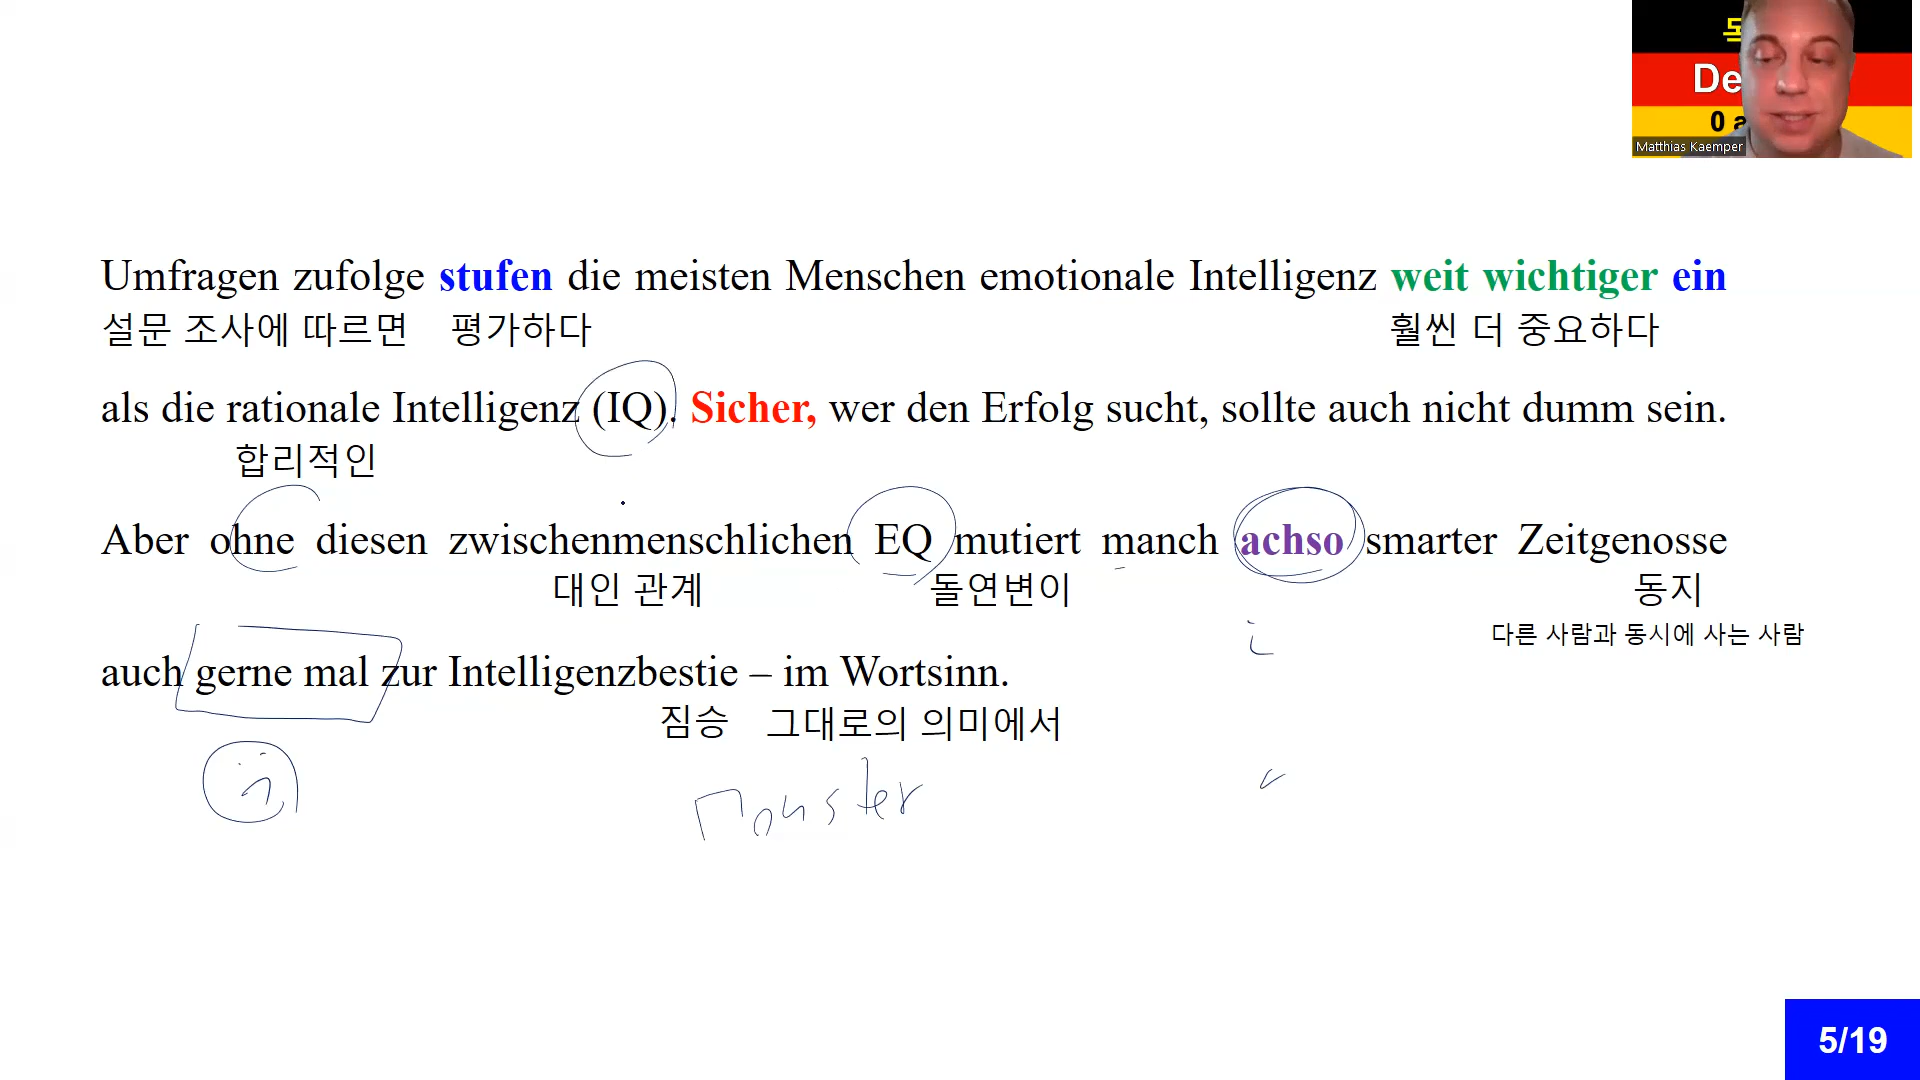 De
0 a
Matthias Kaemper
Umfragen zufolge stufen die meisten Menschen emotionale Intelligenz weit wichtiger ein
설문 조사에 따르면 평가하다 훨씬 더 중요하다
als die rationale Intelligenz (IQ). Sicher, wer den Erfolg sucht, sollte auch nicht dumm sein.
合리적인
Aber ohne diesen zwischenmenschlichen EQ mutiert manch achso smarter Zeitgenosse
대인 관계 돌연변이 동지
다른 사람과 동시에 사는 사람
auch gerne mal zur Intelligenzbestie – im Wortsinn.
짐승 그대로의 의미에서
Monster
5/19